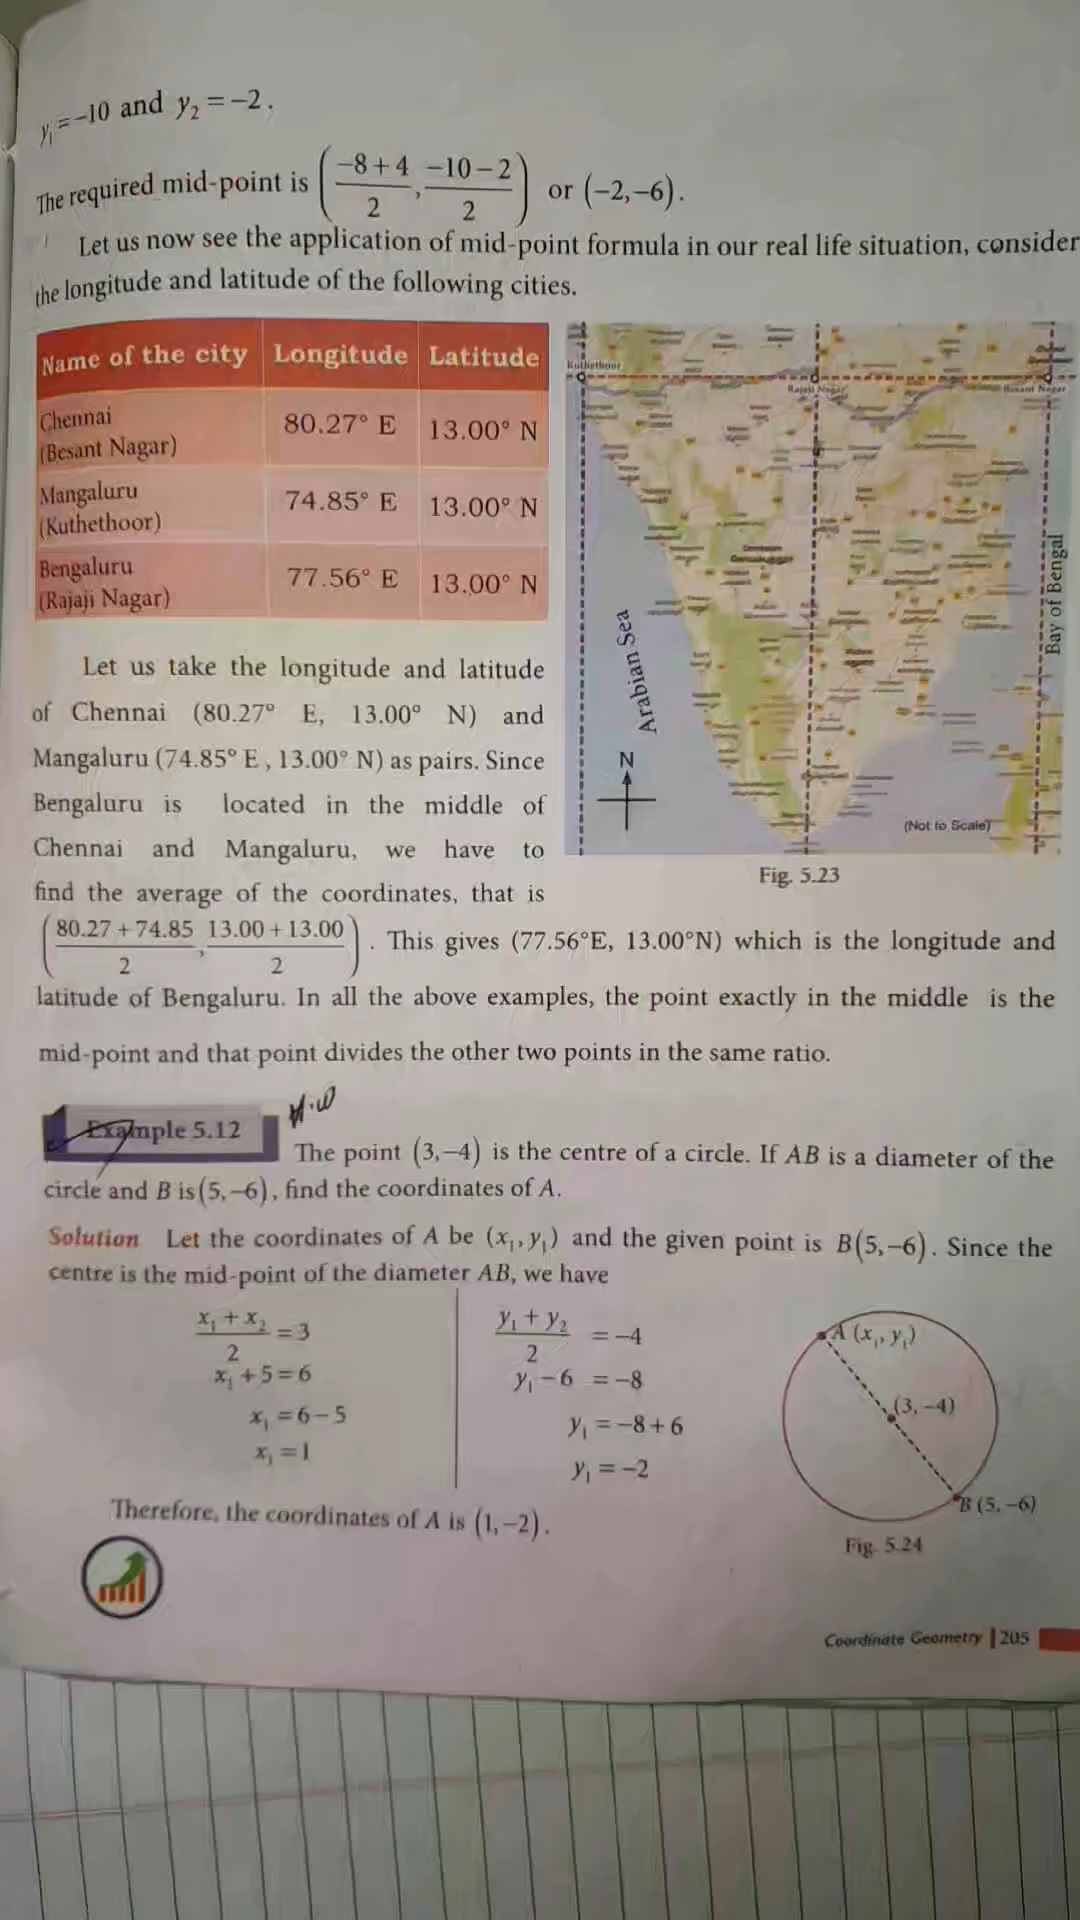 y₁ = −10 and y₂ = −2.
The required mid-point is (−8+4/2, −10−2/2) or (−2,−6).
Let us now see the application of mid-point formula in our real life situation, consider
the longitude and latitude of the following cities.
Name of the city Longitude Latitude
Chennai
(Besant Nagar) 80.27° E 13.00° N
Mangaluru
(Kuthethoor) 74.85° E 13.00° N
Bengaluru
(Rajaji Nagar) 77.56° E 13.00° N
Kuthethoor
Rajaji Nagar
Besant Nagar
Arabian Sea
Bay of Bengal
N
(Not to Scale)
Fig. 5.23
Let us take the longitude and latitude
of Chennai (80.27° E, 13.00° N) and
Mangaluru (74.85° E , 13.00° N) as pairs. Since
Bengaluru is located in the middle of
Chennai and Mangaluru, we have to
find the average of the coordinates, that is
(80.27 + 74.85/2, 13.00 + 13.00/2). This gives (77.56°E, 13.00°N) which is the longitude and
latitude of Bengaluru. In all the above examples, the point exactly in the middle is the
mid-point and that point divides the other two points in the same ratio.
Example 5.12
The point (3,−4) is the centre of a circle. If AB is a diameter of the
circle and B is (5,−6), find the coordinates of A.
Solution Let the coordinates of A be (x₁, y₁) and the given point is B(5,−6). Since the
centre is the mid-point of the diameter AB, we have
x₁ + x₂/2 = 3
x₁ + 5 = 6
x₁ = 6 − 5
x₁ = 1
y₁ + y₂/2 = −4
y₁ − 6 = −8
y₁ = −8 + 6
y₁ = −2
A (x₁, y₁)
(3, −4)
B (5, −6)
Fig. 5.24
Therefore, the coordinates of A is (1,−2).
Coordinate Geometry | 205